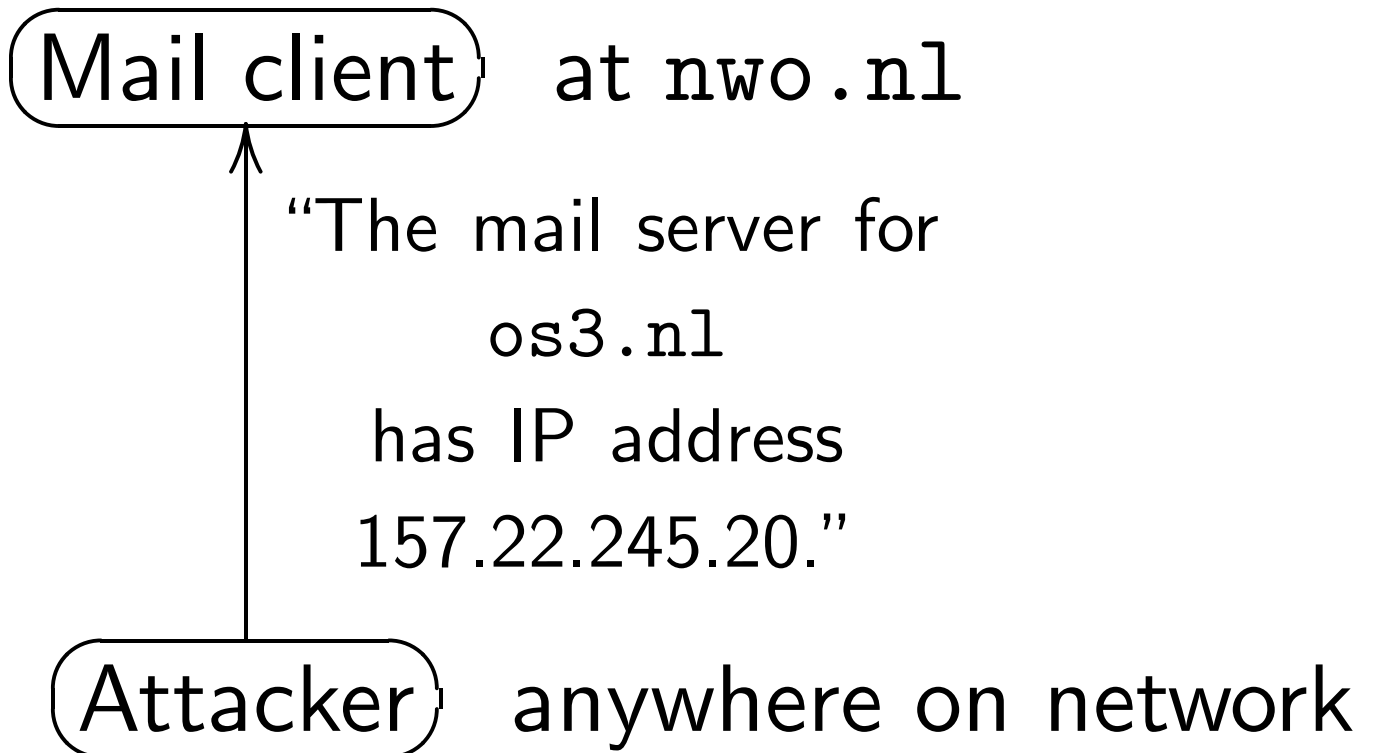 Mail client at nwo.nl
“The mail server for
os3.nl
has IP address
157.22.245.20.”
Attacker anywhere on network